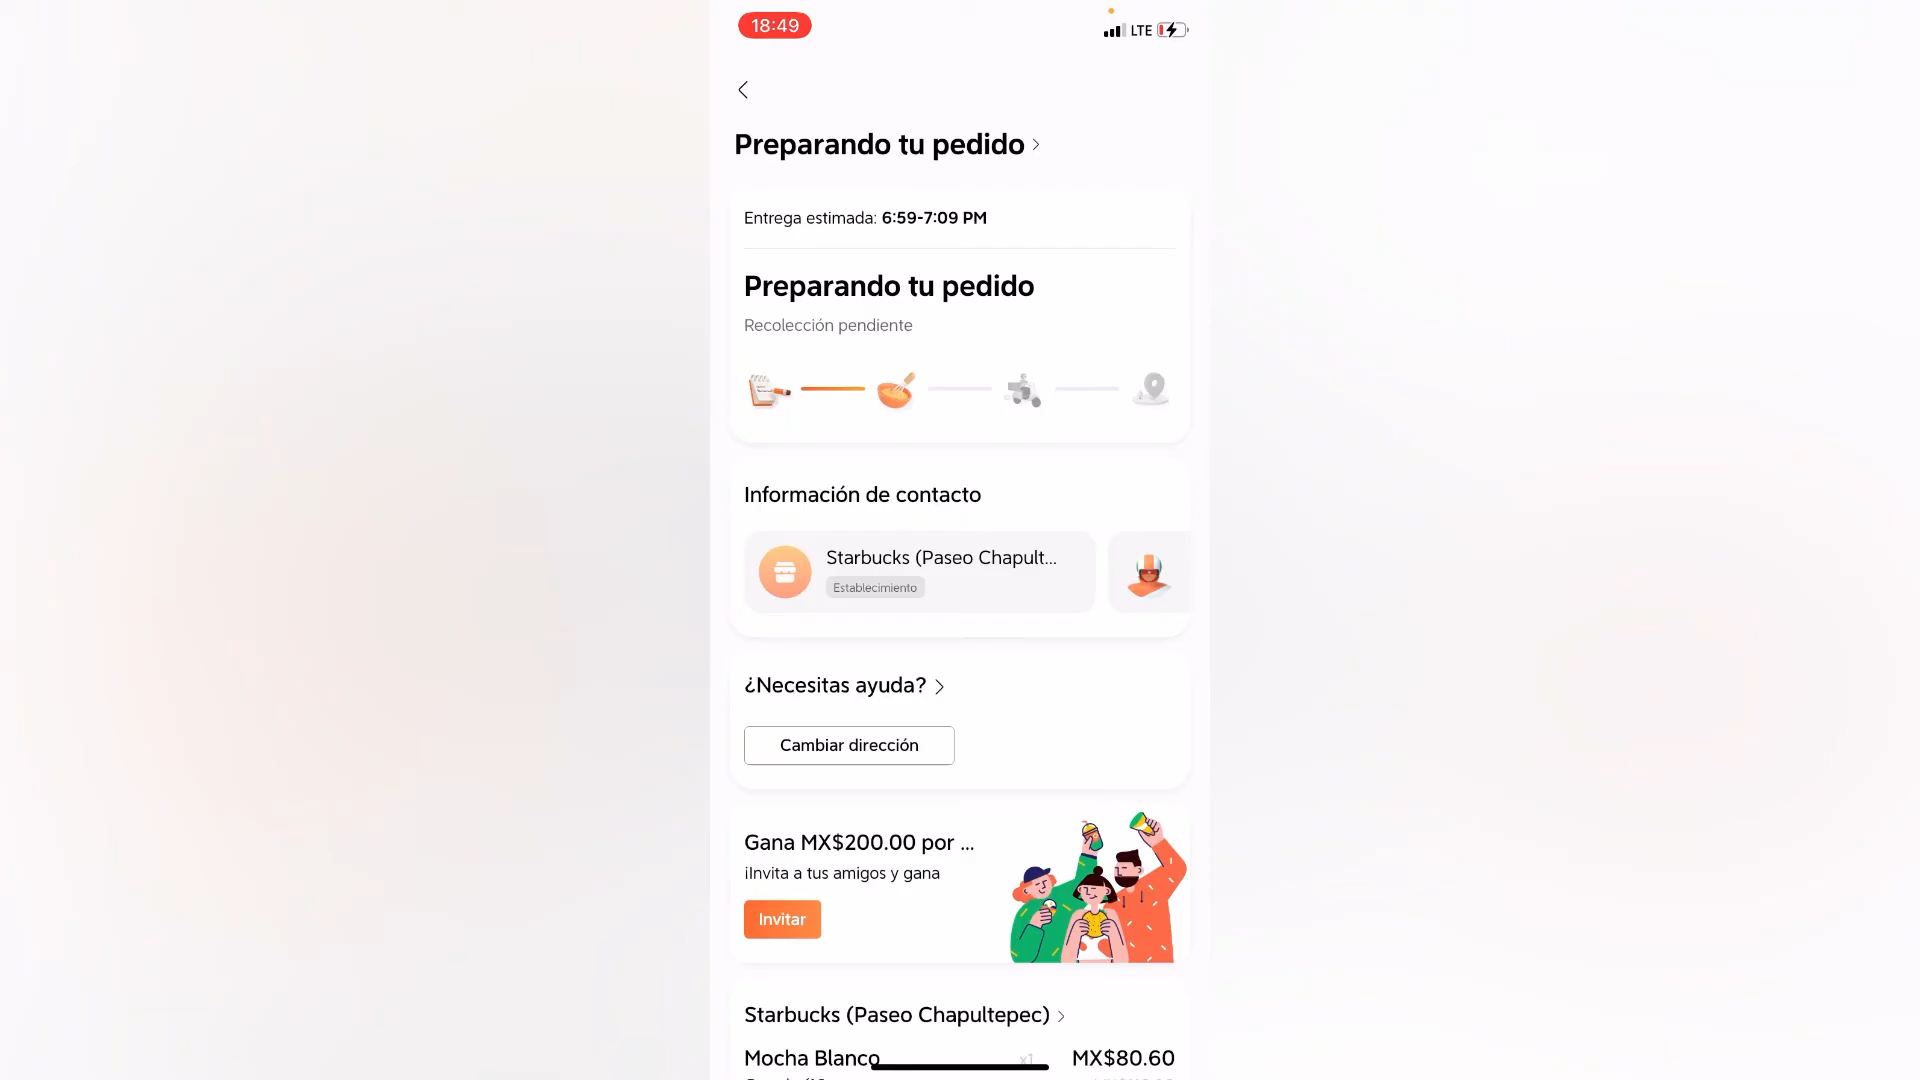 18:49
LTE
Preparando tu pedido
Entrega estimada: 6:59-7:09 PM
Preparando tu pedido
Recolección pendiente
Información de contacto
Starbucks (Paseo Chapult...
Establecimiento
¿Necesitas ayuda?
Cambiar dirección
Gana MX$200.00 por ...
¡Invita a tus amigos y gana
Invitar
Starbucks (Paseo Chapultepec)
Mocha Blanco x1 MX$80.60